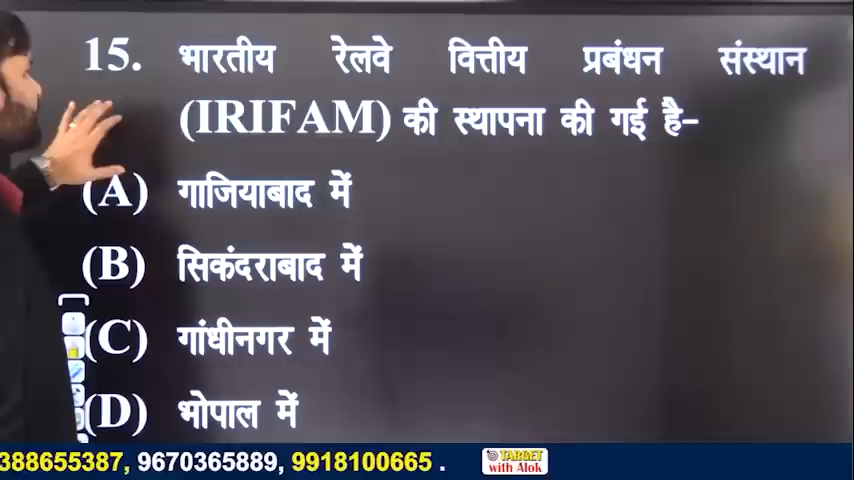 15. भारतीय रेलवे वित्तीय प्रबंधन संस्थान
(IRIFAM) की स्थापना की गई है-
(A) गाजियाबाद में
(B) सिकंदराबाद में
(C) गांधीनगर में
(D) भोपाल में
388655387, 9670365889, 9918100665 .
TARGET
with Alok